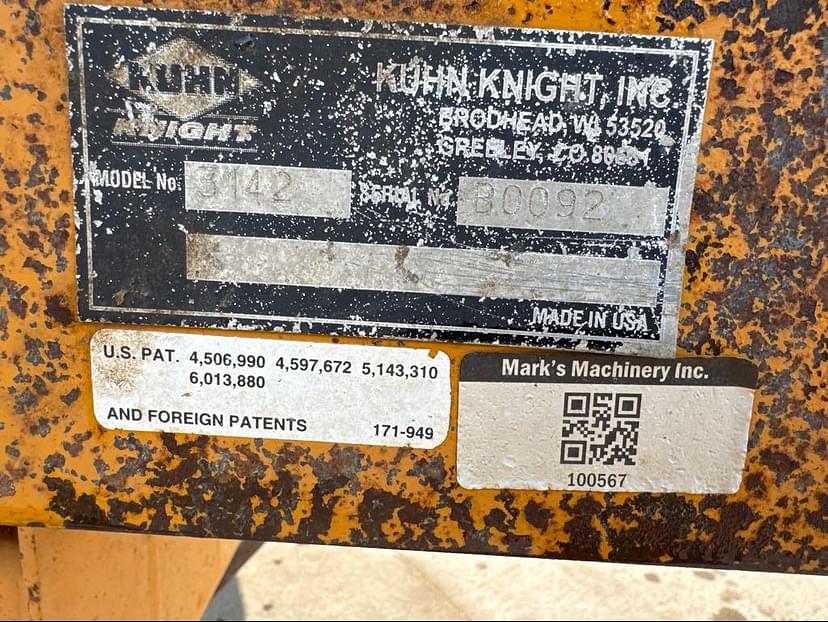 KUHN
KNIGHT
KUHN KNIGHT, INC.
BRODHEAD, WI 53520
GREELEY, CO 80631
MODEL No. 3142
SERIAL No. B0092
MADE IN USA
U.S. PAT. 4,506,990 4,597,672 5,143,310
6,013,880
AND FOREIGN PATENTS 171-949
Mark's Machinery Inc.
100567